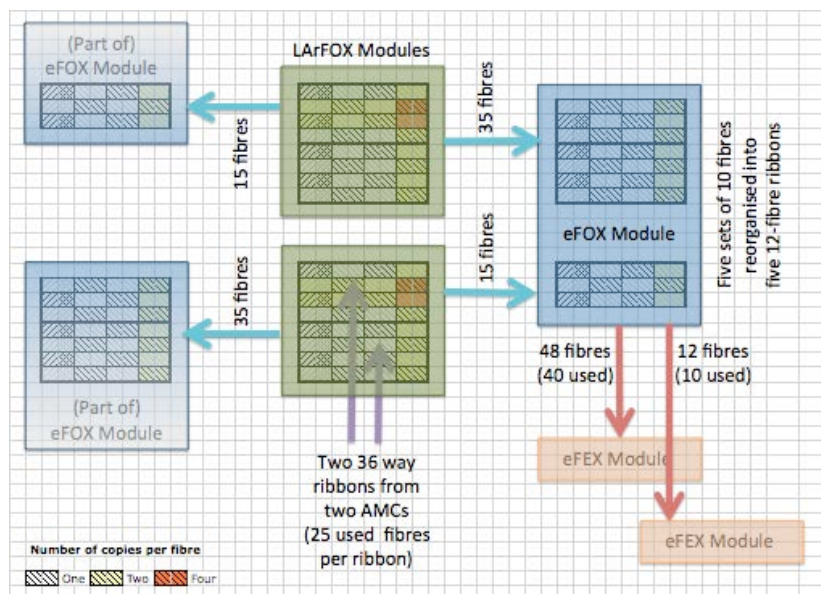 (Part of)
eFOX Module
15 fibres
LArFOX Modules
35 fibres
eFOX Module
Five sets of 10 fibres
reorganised into
five 12-fibre ribbons
35 fibres
15 fibres
(Part of)
eFOX Module
48 fibres
(40 used)
12 fibres
(10 used)
eFEX Module
eFEX Module
Two 36 way
ribbons from
two AMCs
(25 used fibres
per ribbon)
Number of copies per fibre
One Two Four